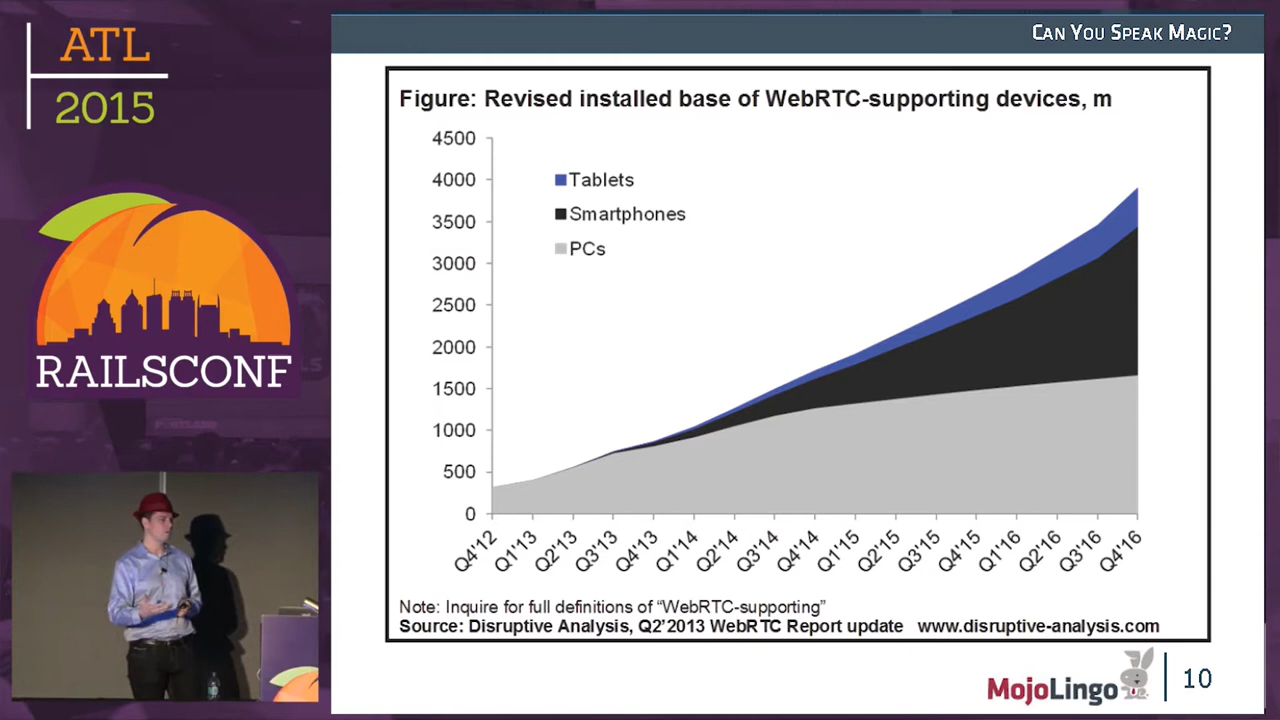 ATL
2015
RAILSCONF
CAN YOU SPEAK MAGIC?
Figure: Revised installed base of WebRTC-supporting devices, m
4500
4000
3500
3000
2500
2000
1500
1000
500
0
Tablets
Smartphones
PCs
Q4'12
Q1'13
Q2'13
Q3'13
Q4'13
Q1'14
Q2'14
Q3'14
Q4'14
Q1'15
Q2'15
Q3'15
Q4'15
Q1'16
Q2'16
Q3'16
Q4'16
Note: Inquire for full definitions of “WebRTC-supporting”
Source: Disruptive Analysis, Q2’2013 WebRTC Report update www.disruptive-analysis.com
MojoLingo
10